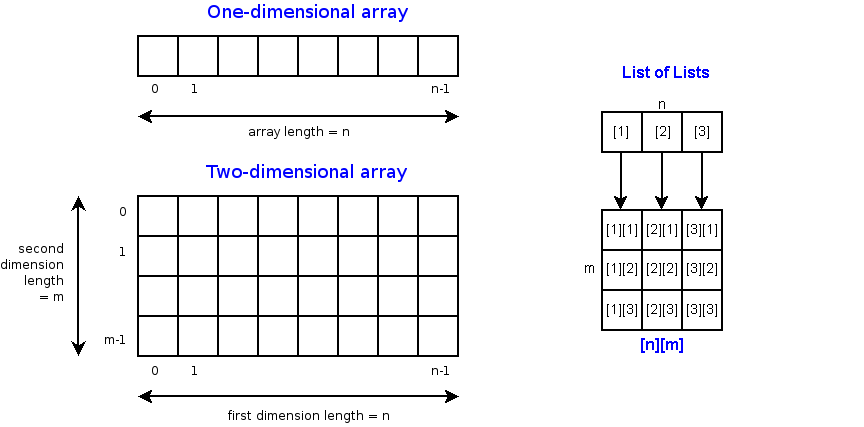 One-dimensional array
0 1 n-1
array length = n
Two-dimensional array
0
1
m-1
second
dimension
length
= m
0 1 n-1
first dimension length = n
List of Lists
n
[1] [2] [3]
[1][1] [2][1] [3][1]
m [1][2] [2][2] [3][2]
[1][3] [2][3] [3][3]
[n][m]